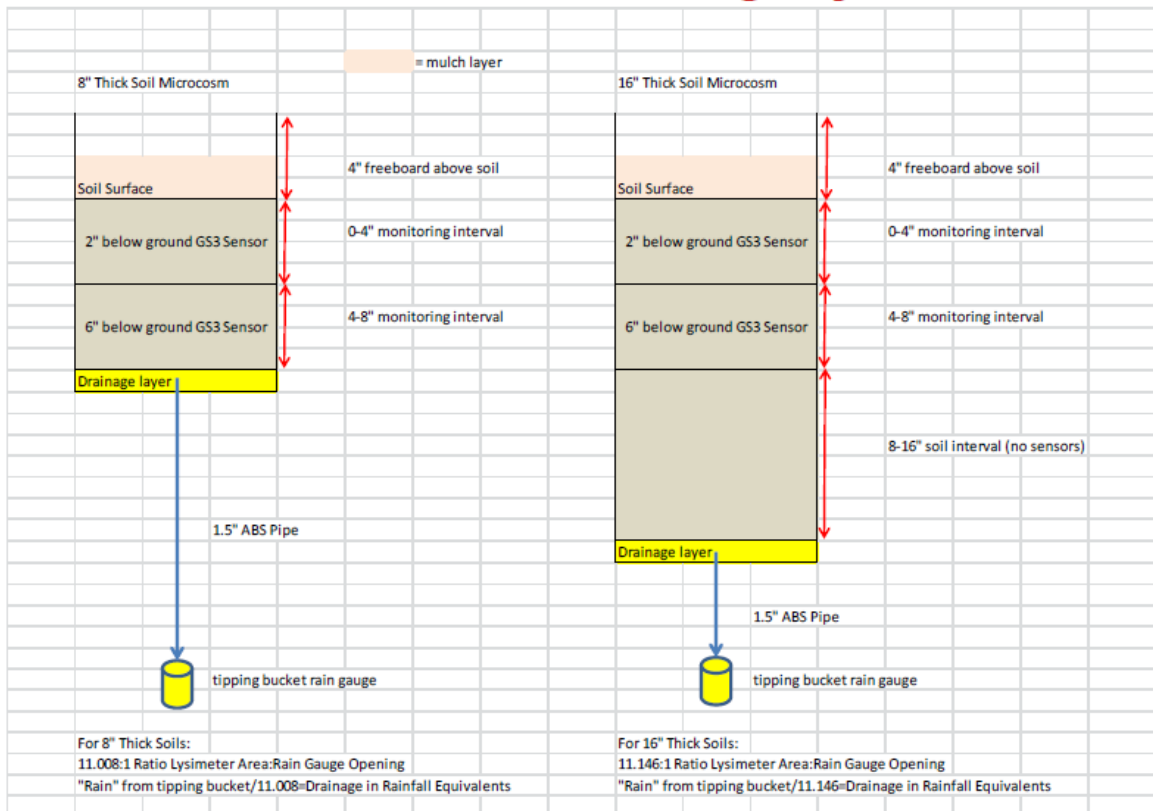 = mulch layer
8" Thick Soil Microcosm
16" Thick Soil Microcosm
4" freeboard above soil
4" freeboard above soil
Soil Surface
Soil Surface
2" below ground GS3 Sensor
0-4" monitoring interval
2" below ground GS3 Sensor
0-4" monitoring interval
6" below ground GS3 Sensor
4-8" monitoring interval
6" below ground GS3 Sensor
4-8" monitoring interval
Drainage layer
8-16" soil interval (no sensors)
1.5" ABS Pipe
Drainage layer
1.5" ABS Pipe
tipping bucket rain gauge
tipping bucket rain gauge
For 8" Thick Soils:
11.008:1 Ratio Lysimeter Area:Rain Gauge Opening
"Rain" from tipping bucket/11.008=Drainage in Rainfall Equivalents
For 16" Thick Soils:
11.146:1 Ratio Lysimeter Area:Rain Gauge Opening
"Rain" from tipping bucket/11.146=Drainage in Rainfall Equivalents